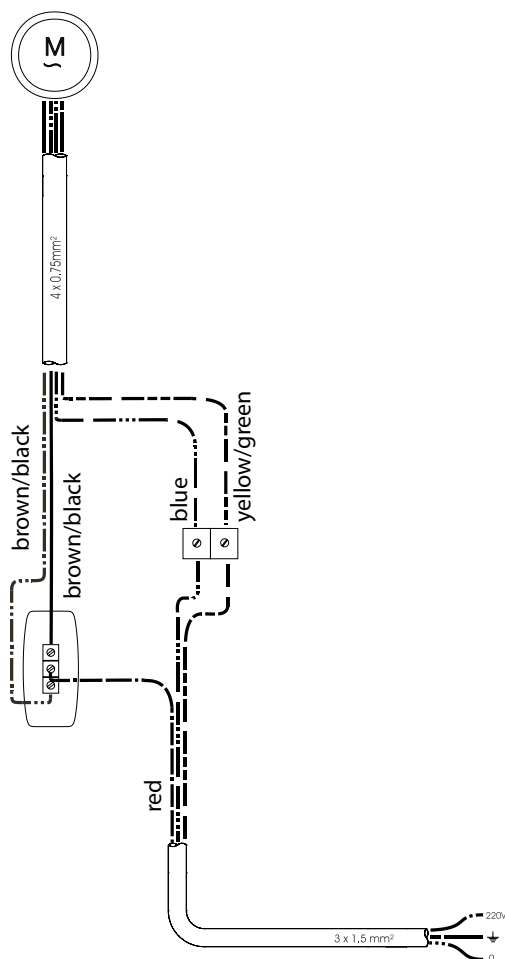 M
~
4 x 0.75mm²
brown/black
brown/black
blue
yellow/green
red
3 x 1.5 mm²
220V
0